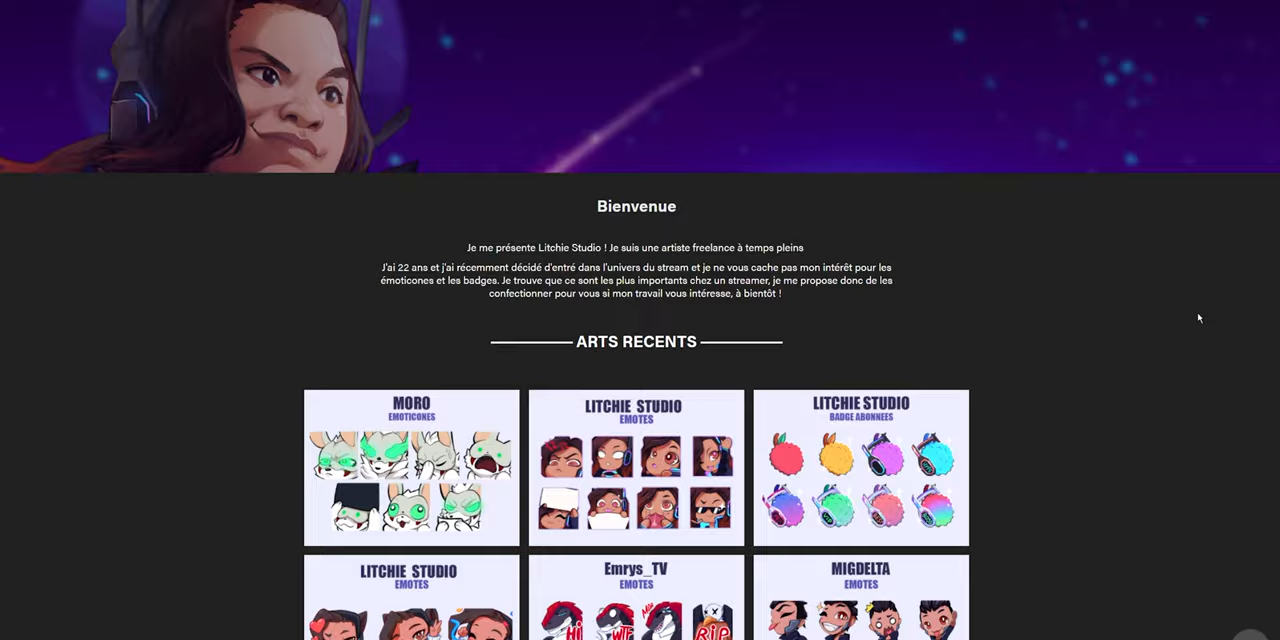 Bienvenue
Je me présente Litchie Studio ! Je suis une artiste freelance à temps pleins
J'ai 22 ans et j'ai récemment décidé d'entré dans l'univers du stream et je ne vous cache pas mon intérêt pour les
émoticones et les badges. Je trouve que ce sont les plus importants chez un streamer, je me propose donc de les
confectionner pour vous si mon travail vous intéresse, à bientôt !
ARTS RECENTS
MORO
EMOTICONES
LITCHIE STUDIO
EMOTES
LITCHIE STUDIO
BADGE ABONNEES
LITCHIE STUDIO
EMOTES
Emrys_TV
EMOTES
HI
WTF
RIP
MIGDELTA
EMOTES